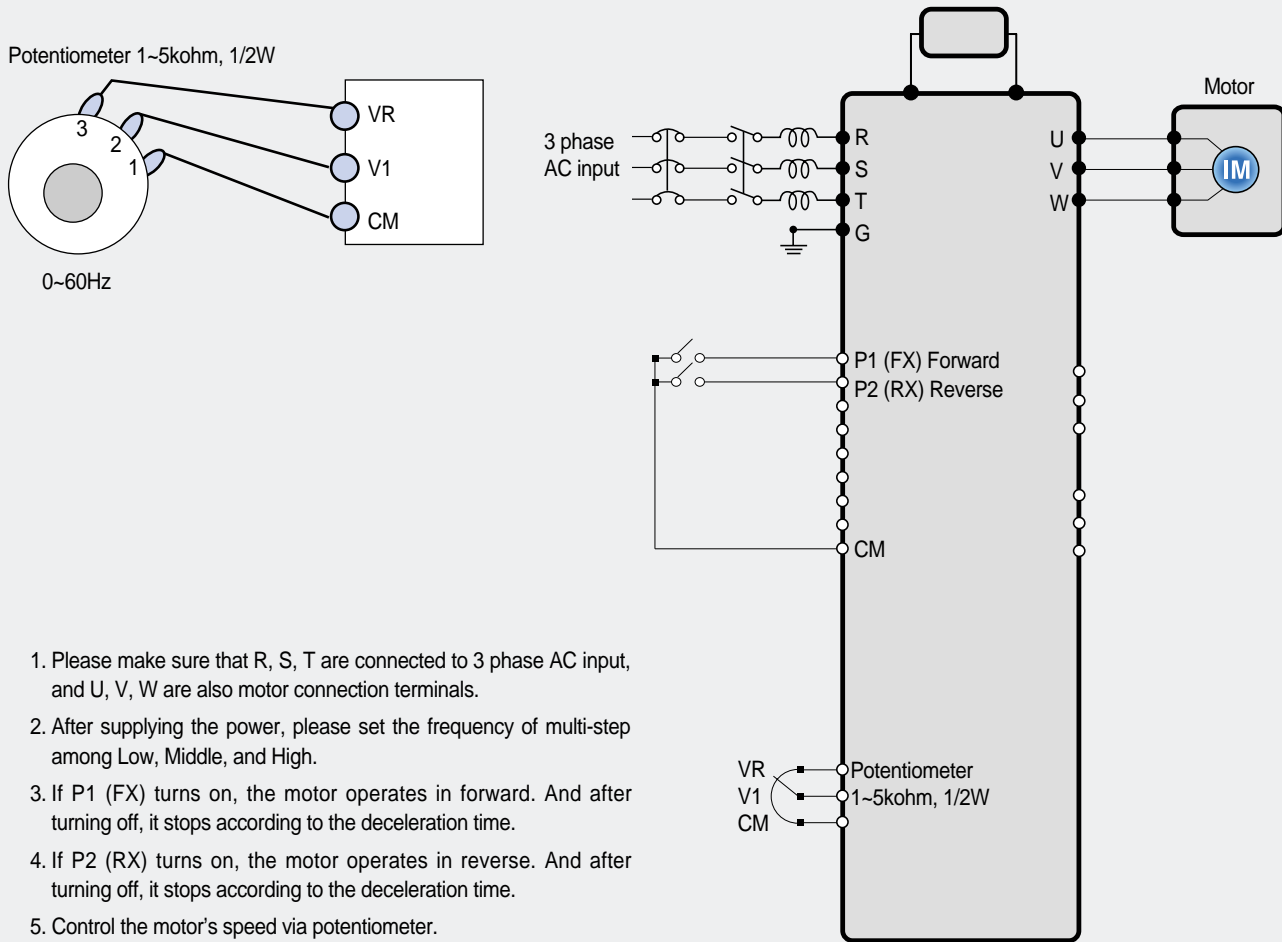 Potentiometer 1~5kohm, 1/2W
3
2
1
VR
V1
CM
0~60Hz
3 phase
AC input
R
S
T
G
U
V
W
Motor
IM
P1 (FX) Forward
P2 (RX) Reverse
CM
VR
V1
CM
Potentiometer
1~5kohm, 1/2W
1. Please make sure that R, S, T are connected to 3 phase AC input,
and U, V, W are also motor connection terminals.
2. After supplying the power, please set the frequency of multi-step
among Low, Middle, and High.
3. If P1 (FX) turns on, the motor operates in forward. And after
turning off, it stops according to the deceleration time.
4. If P2 (RX) turns on, the motor operates in reverse. And after
turning off, it stops according to the deceleration time.
5. Control the motor's speed via potentiometer.